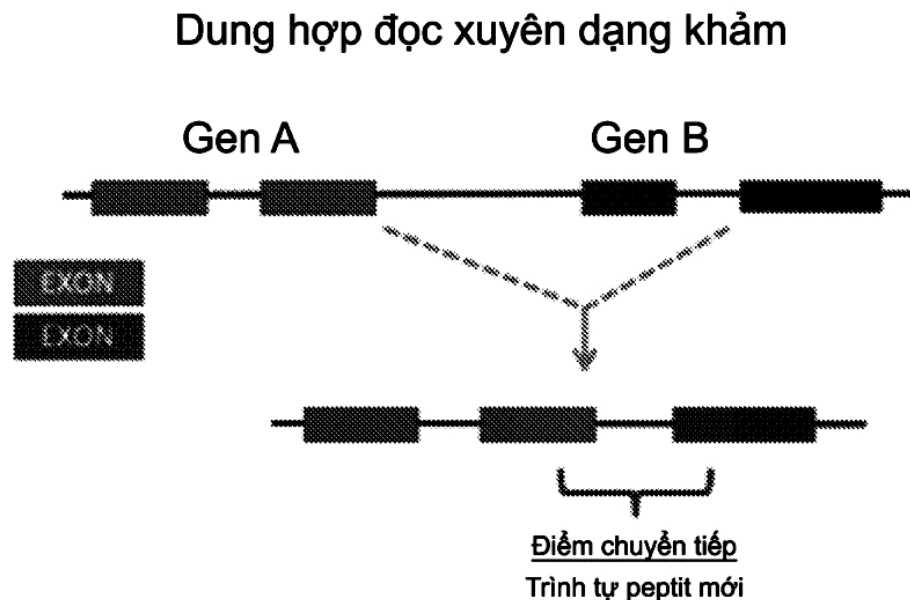 Dung hợp đọc xuyên dạng khảm
Gen A
Gen B
EXON
EXON
Điểm chuyển tiếp
Trình tự peptit mới